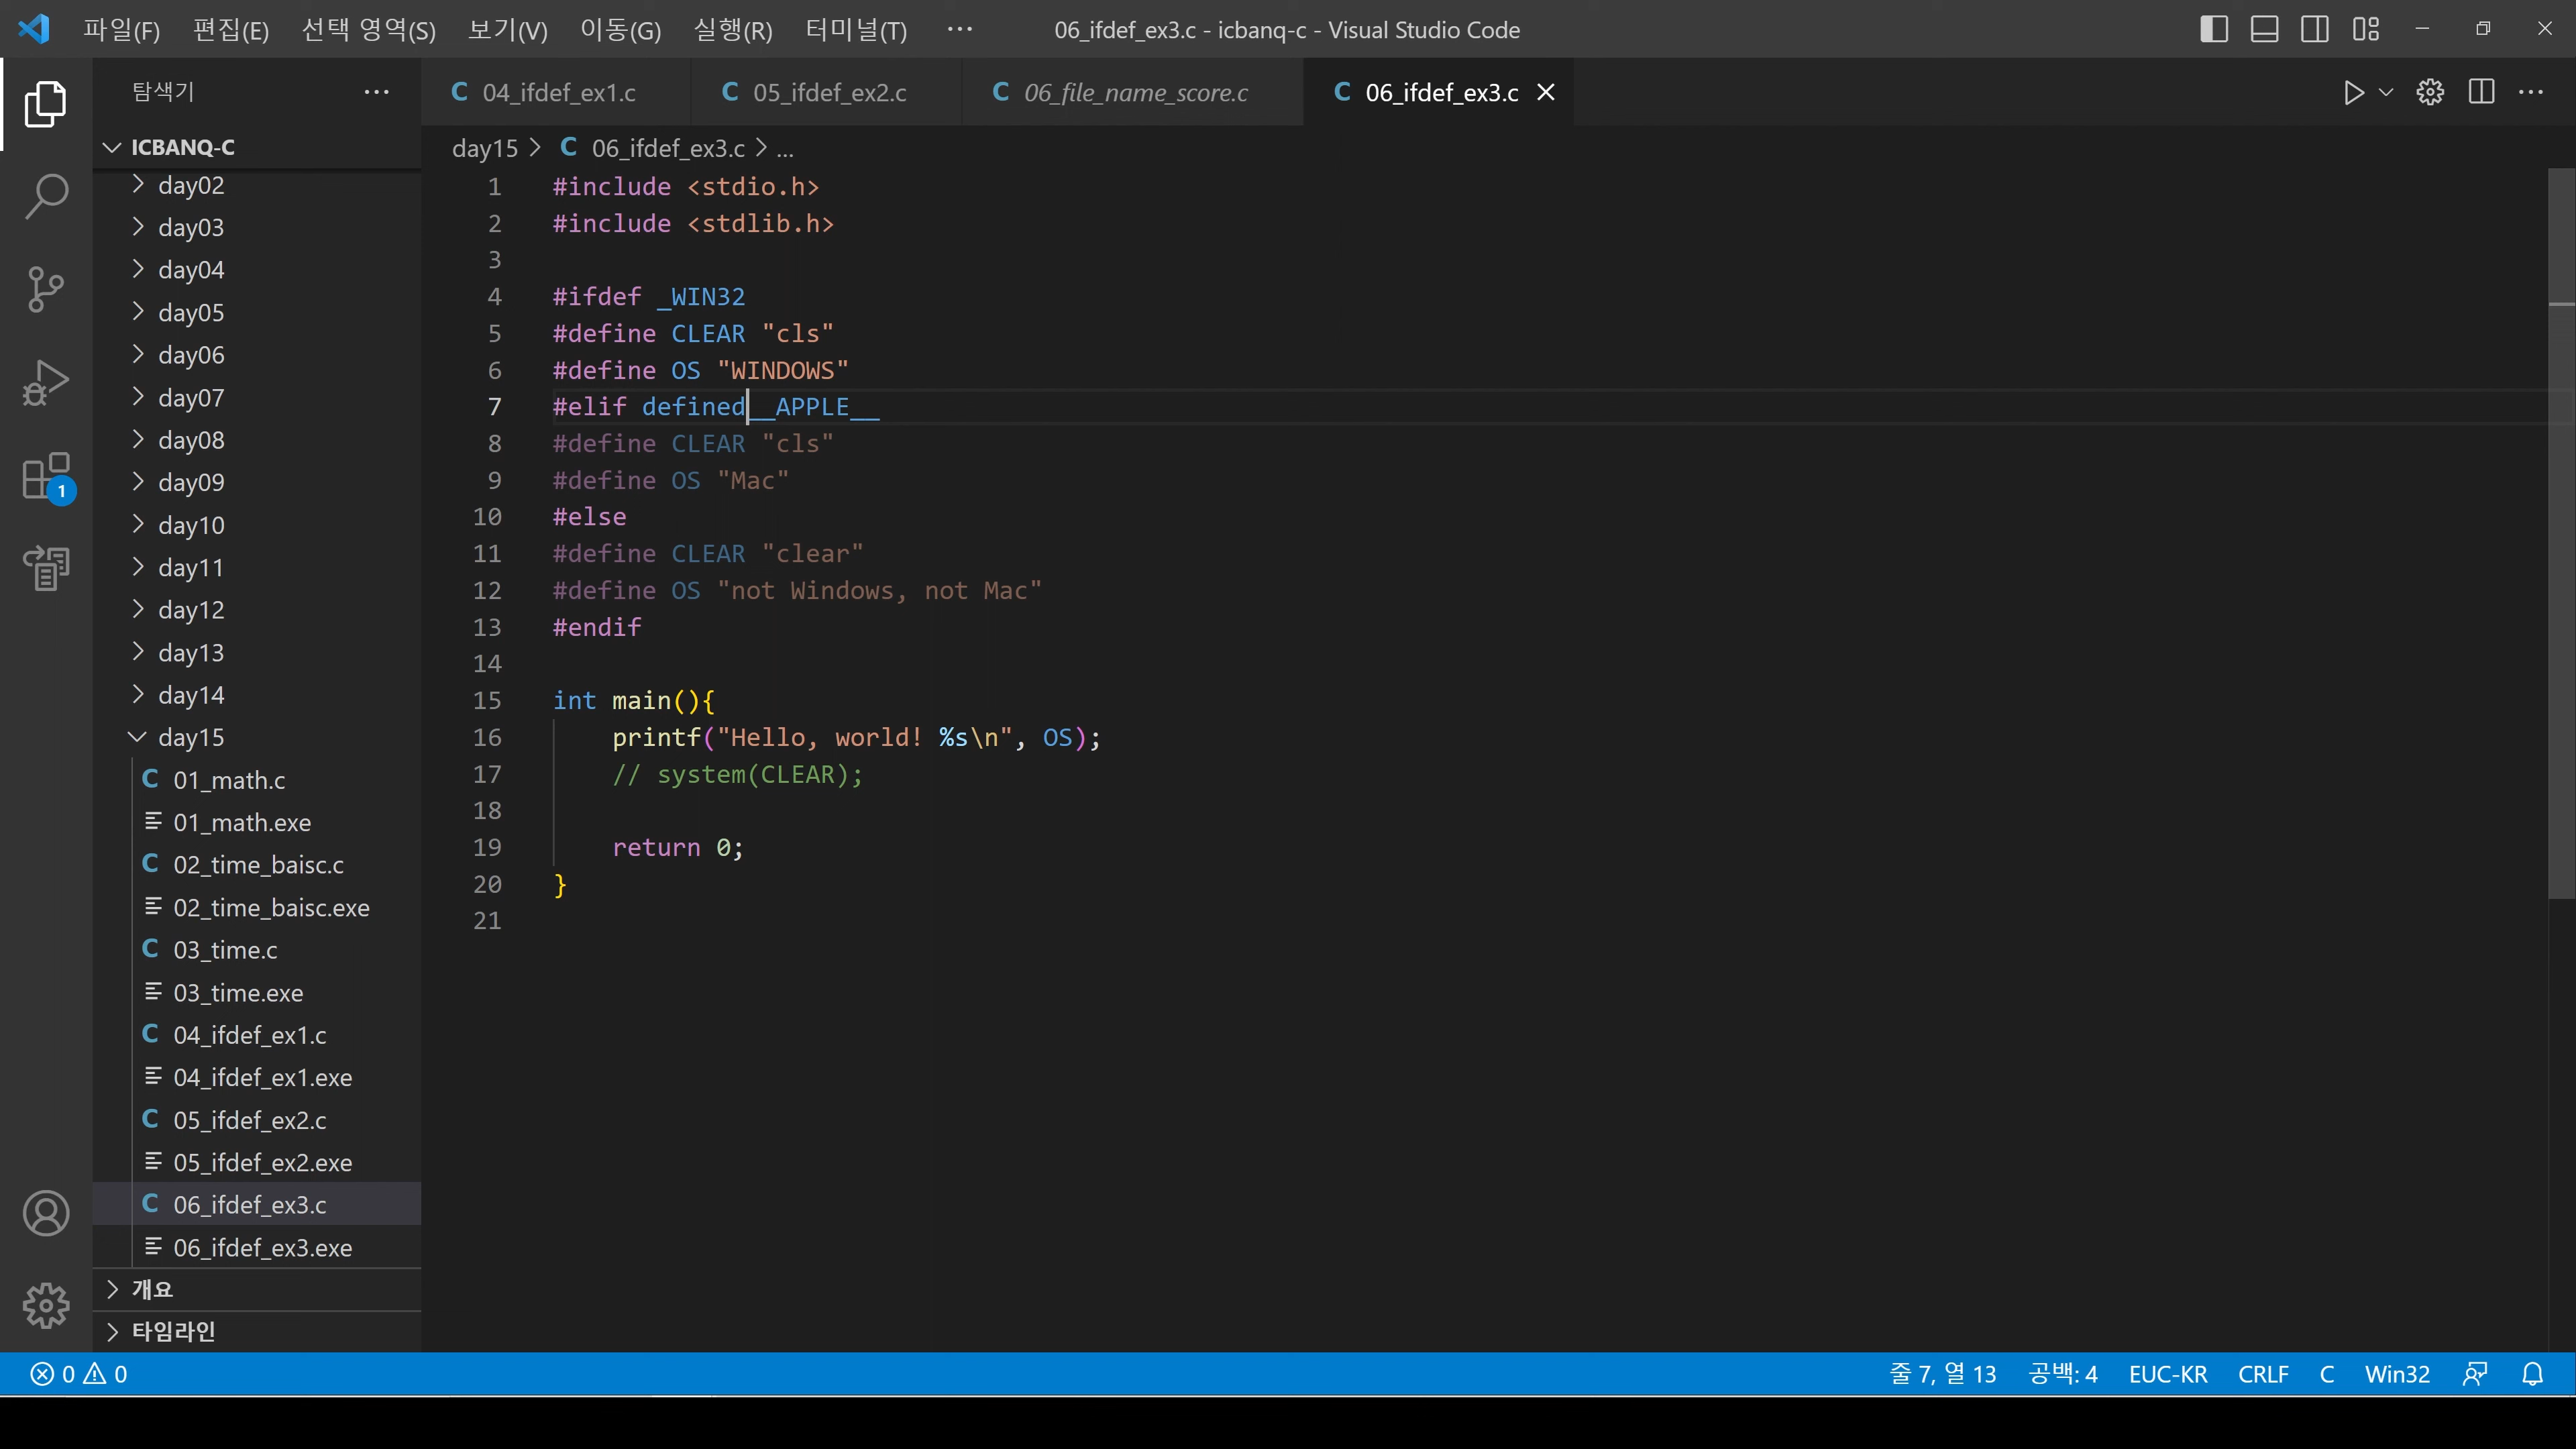 파일(F) 편집(E) 선택 영역(S) 보기(V) 이동(G) 실행(R) 터미널(T) ··· 06_ifdef_ex3.c - icbanq-c - Visual Studio Code
탐색기 ···
ICBANQ-C
day02
day03
day04
day05
day06
day07
day08
day09
day10
day11
day12
day13
day14
day15
01_math.c
01_math.exe
02_time_baisc.c
02_time_baisc.exe
03_time.c
03_time.exe
04_ifdef_ex1.c
04_ifdef_ex1.exe
05_ifdef_ex2.c
05_ifdef_ex2.exe
06_ifdef_ex3.c
06_ifdef_ex3.exe
개요
타임라인
1
04_ifdef_ex1.c 05_ifdef_ex2.c 06_file_name_score.c 06_ifdef_ex3.c
day15 > C 06_ifdef_ex3.c > ...
1 #include <stdio.h>
2 #include <stdlib.h>
3
4 #ifdef _WIN32
5 #define CLEAR "cls"
6 #define OS "WINDOWS"
7 #elif defined__APPLE__
8 #define CLEAR "cls"
9 #define OS "Mac"
10 #else
11 #define CLEAR "clear"
12 #define OS "not Windows, not Mac"
13 #endif
14
15 int main(){
16 printf("Hello, world! %s\n", OS);
17 // system(CLEAR);
18
19 return 0;
20 }
21
0 0 줄 7, 열 13 공백: 4 EUC-KR CRLF C Win32